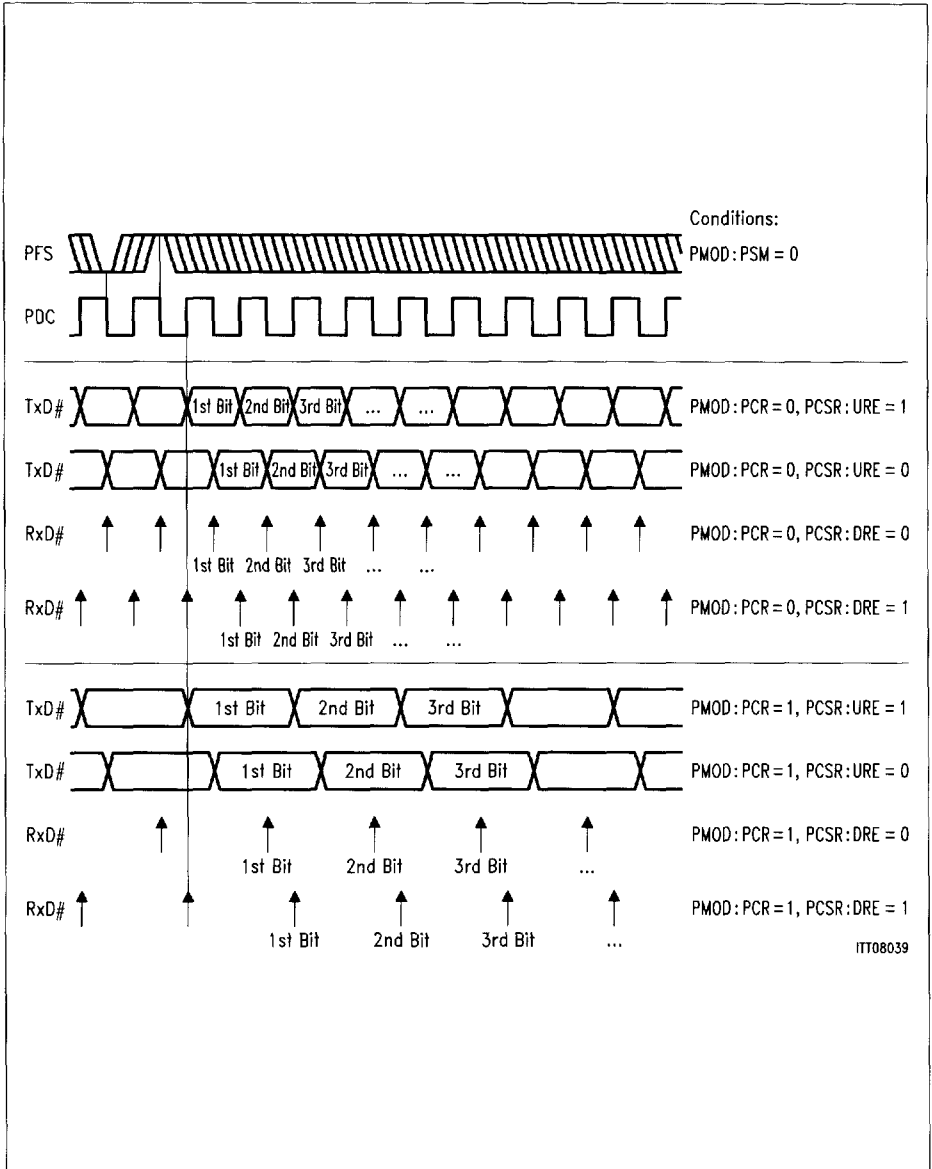 Conditions:
PFS PMOD:PSM = 0
PDC
TxD# 1st Bit 2nd Bit 3rd Bit ... ... PMOD:PCR = 0, PCSR:URE = 1
TxD# 1st Bit 2nd Bit 3rd Bit ... ... PMOD:PCR = 0, PCSR:URE = 0
RxD# PMOD:PCR = 0, PCSR:DRE = 0
1st Bit 2nd Bit 3rd Bit ... ...
RxD# PMOD:PCR = 0, PCSR:DRE = 1
1st Bit 2nd Bit 3rd Bit ... ...
TxD# 1st Bit 2nd Bit 3rd Bit PMOD:PCR = 1, PCSR:URE = 1
TxD# 1st Bit 2nd Bit 3rd Bit PMOD:PCR = 1, PCSR:URE = 0
RxD# PMOD:PCR = 1, PCSR:DRE = 0
1st Bit 2nd Bit 3rd Bit ...
RxD# PMOD:PCR = 1, PCSR:DRE = 1
1st Bit 2nd Bit 3rd Bit ...
ITT08039